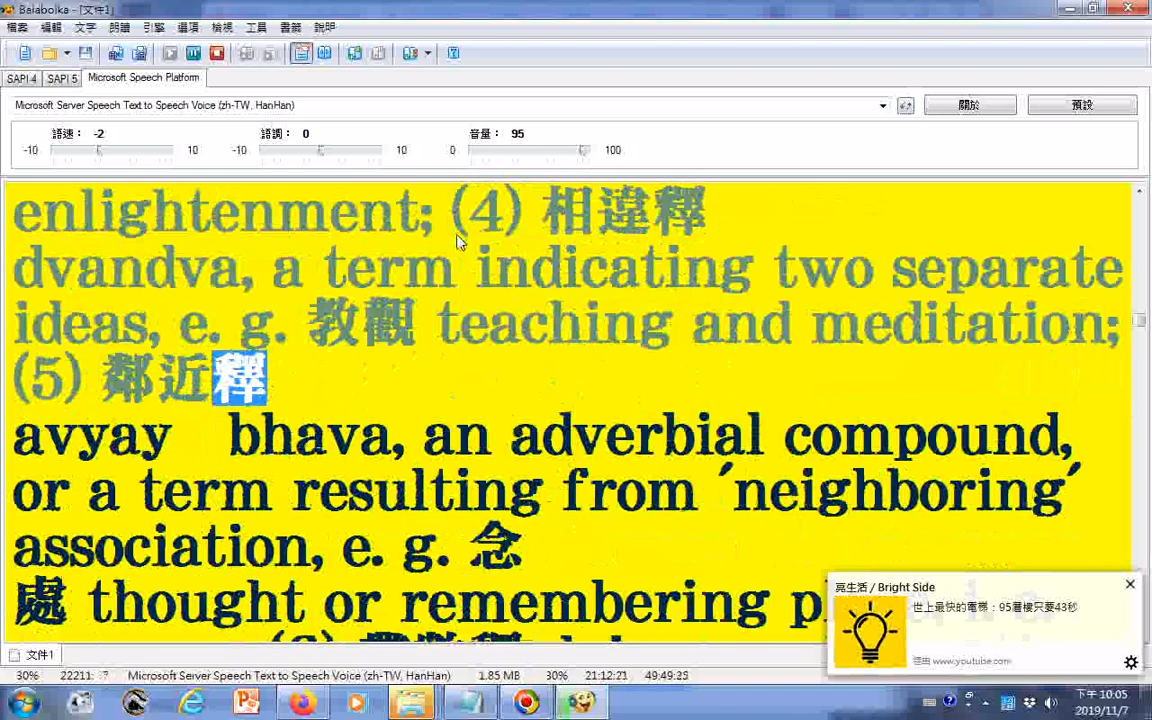 Balabolka - [文件1]
檔案 編輯 文字 朗讀 引擎 選項 檢視 工具 書籤 說明
SAPI 4 SAPI 5 Microsoft Speech Platform
Microsoft Server Speech Text to Speech Voice (zh-TW, HanHan) 關於 預設
語速： -2 語調： 0 音量： 95
-10 10 -10 10 0 100
enlightenment; (4) 相違釋
dvandva, a term indicating two separate
ideas, e. g. 教觀 teaching and meditation;
(5) 鄰近釋
avyay bhava, an adverbial compound,
or a term resulting from ′neighboring′
association, e. g. 念
處 thought or remembering
亮生活 / Bright Side
世上最快的電梯：95層樓只要43秒
經由 www.youtube.com
文件1
30% Microsoft Server Speech Text to Speech Voice (zh-TW, HanHan) 1.85 MB 30% 21:12:21 49:49:25
下午 10:05
2019/11/7